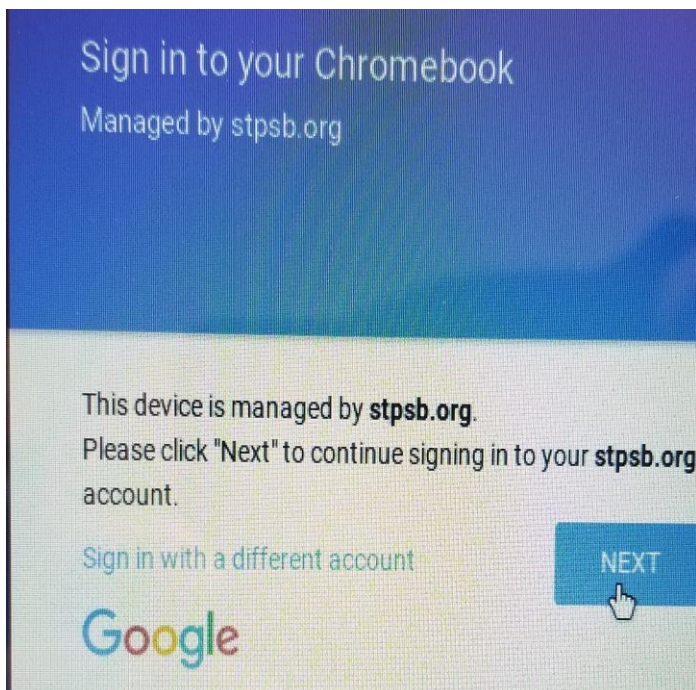 Sign in to your Chromebook
Managed by stpsb.org
This device is managed by stpsb.org.
Please click "Next" to continue signing in to your stpsb.org
account.
Sign in with a different account
NEXT
Google